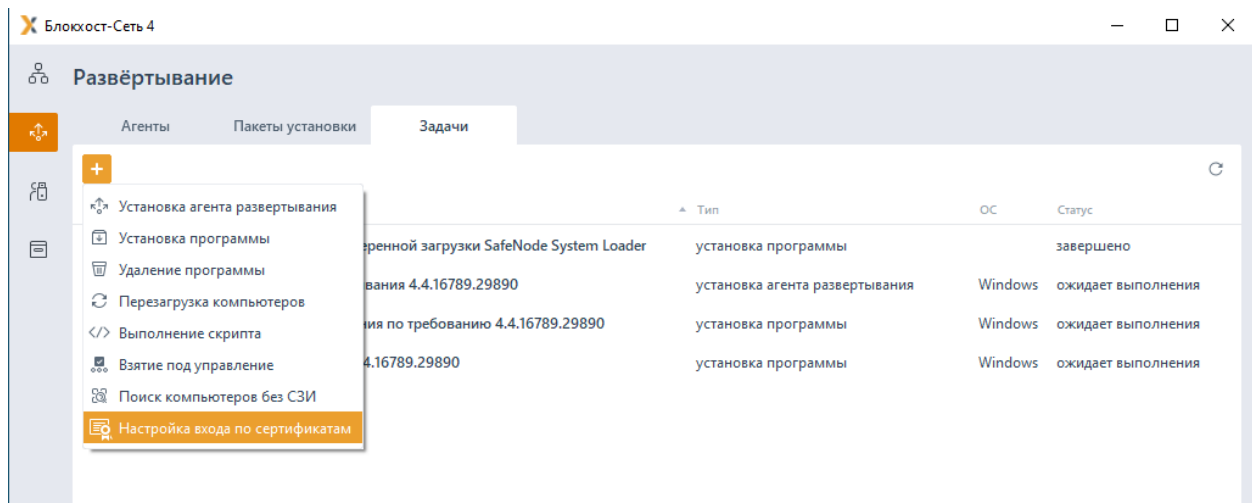 Блокхост-Сеть 4
Развёртывание
Агенты Пакеты установки Задачи
Тип ОС Статус
Установка агента развертывания
Установка программы
еренной загрузки SafeNode System Loader установка программы завершено
Удаление программы
вания 4.4.16789.29890 установка агента развертывания Windows ожидает выполнения
Перезагрузка компьютеров
ия по требованию 4.4.16789.29890 установка программы Windows ожидает выполнения
Выполнение скрипта
Взятие под управление
4.16789.29890 установка программы Windows ожидает выполнения
Поиск компьютеров без СЗИ
Настройка входа по сертификатам